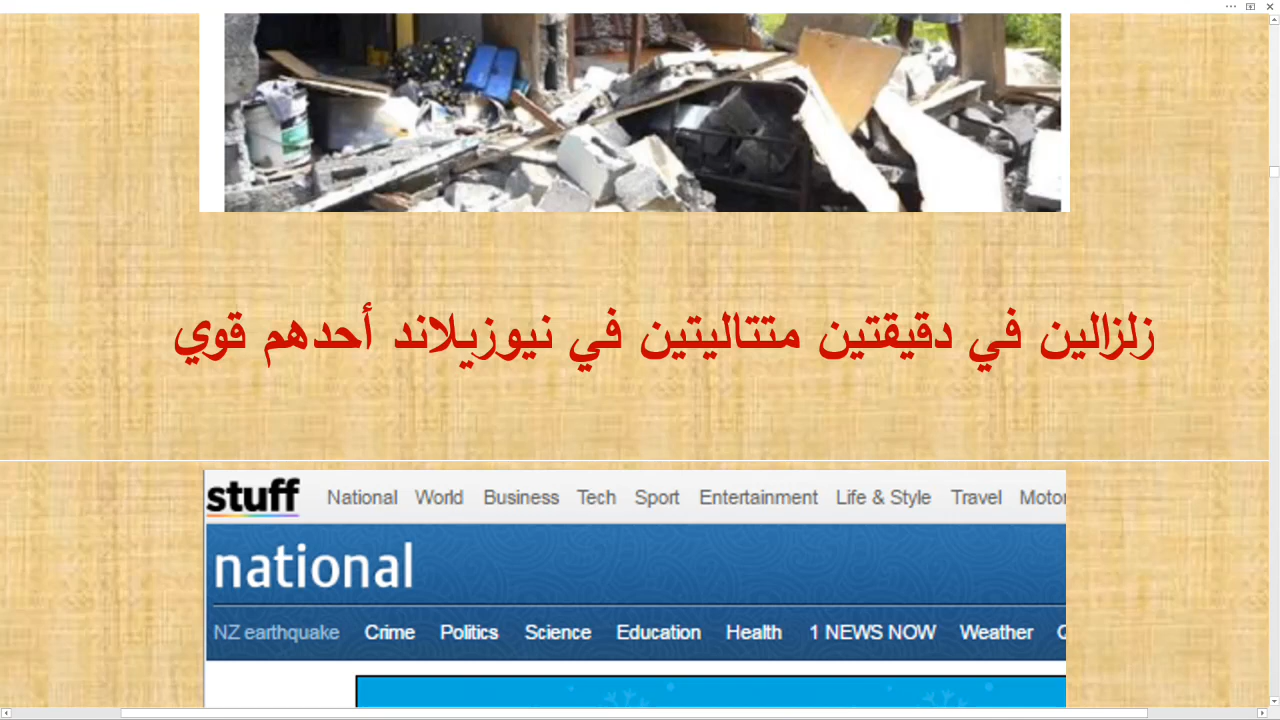 زلزالين في دقيقتين متتاليتين في نيوزيلاند أحدهم قوي
stuff National World Business Tech Sport Entertainment Life & Style Travel Motor
national
NZ earthquake Crime Politics Science Education Health 1 NEWS NOW Weather